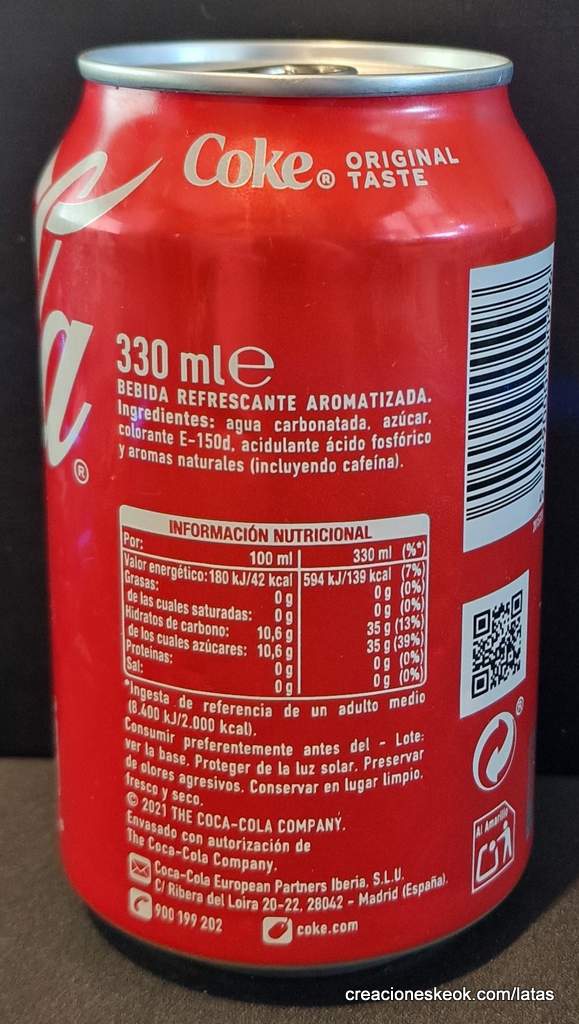 Coke® ORIGINAL
TASTE
a
®
330 ml e
BEBIDA REFRESCANTE AROMATIZADA.
Ingredientes: agua carbonatada, azúcar,
colorante E-150d, acidulante ácido fosfórico
y aromas naturales (incluyendo cafeína).
INFORMACIÓN NUTRICIONAL
Por: 100 ml 330 ml (%*)
Valor energético: 180 kJ/42 kcal 594 kJ/139 kcal (7%)
Grasas: 0 g 0 g (0%)
de las cuales saturadas: 0 g 0 g (0%)
Hidratos de carbono: 10,6 g 35 g (13%)
de los cuales azúcares: 10,6 g 35 g (39%)
Proteínas: 0 g 0 g (0%)
Sal: 0 g 0 g (0%)
*Ingesta de referencia de un adulto medio
(8.400 kJ/2.000 kcal).
Consumir preferentemente antes del - Lote:
ver la base. Proteger de la luz solar. Preservar
de olores agresivos. Conservar en lugar limpio,
fresco y seco.
© 2021 THE COCA-COLA COMPANY.
Envasado con autorización de
The Coca-Cola Company.
Coca-Cola European Partners Iberia, S.L.U.
C/ Ribera del Loira 20-22, 28042 - Madrid (España).
900 199 202 coke.com
®
Al Amarillo
creacioneskeok.com/latas